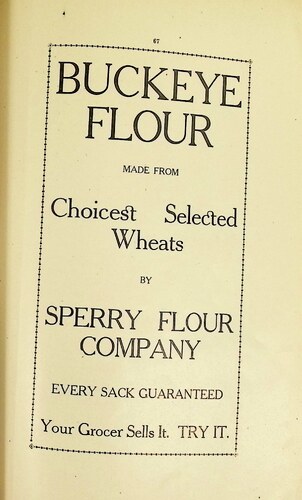 67
BUCKEYE
FLOUR
MADE FROM
Choicest Selected
Wheats
BY
SPERRY FLOUR
COMPANY
EVERY SACK GUARANTEED
Your Grocer Sells It. TRY IT.